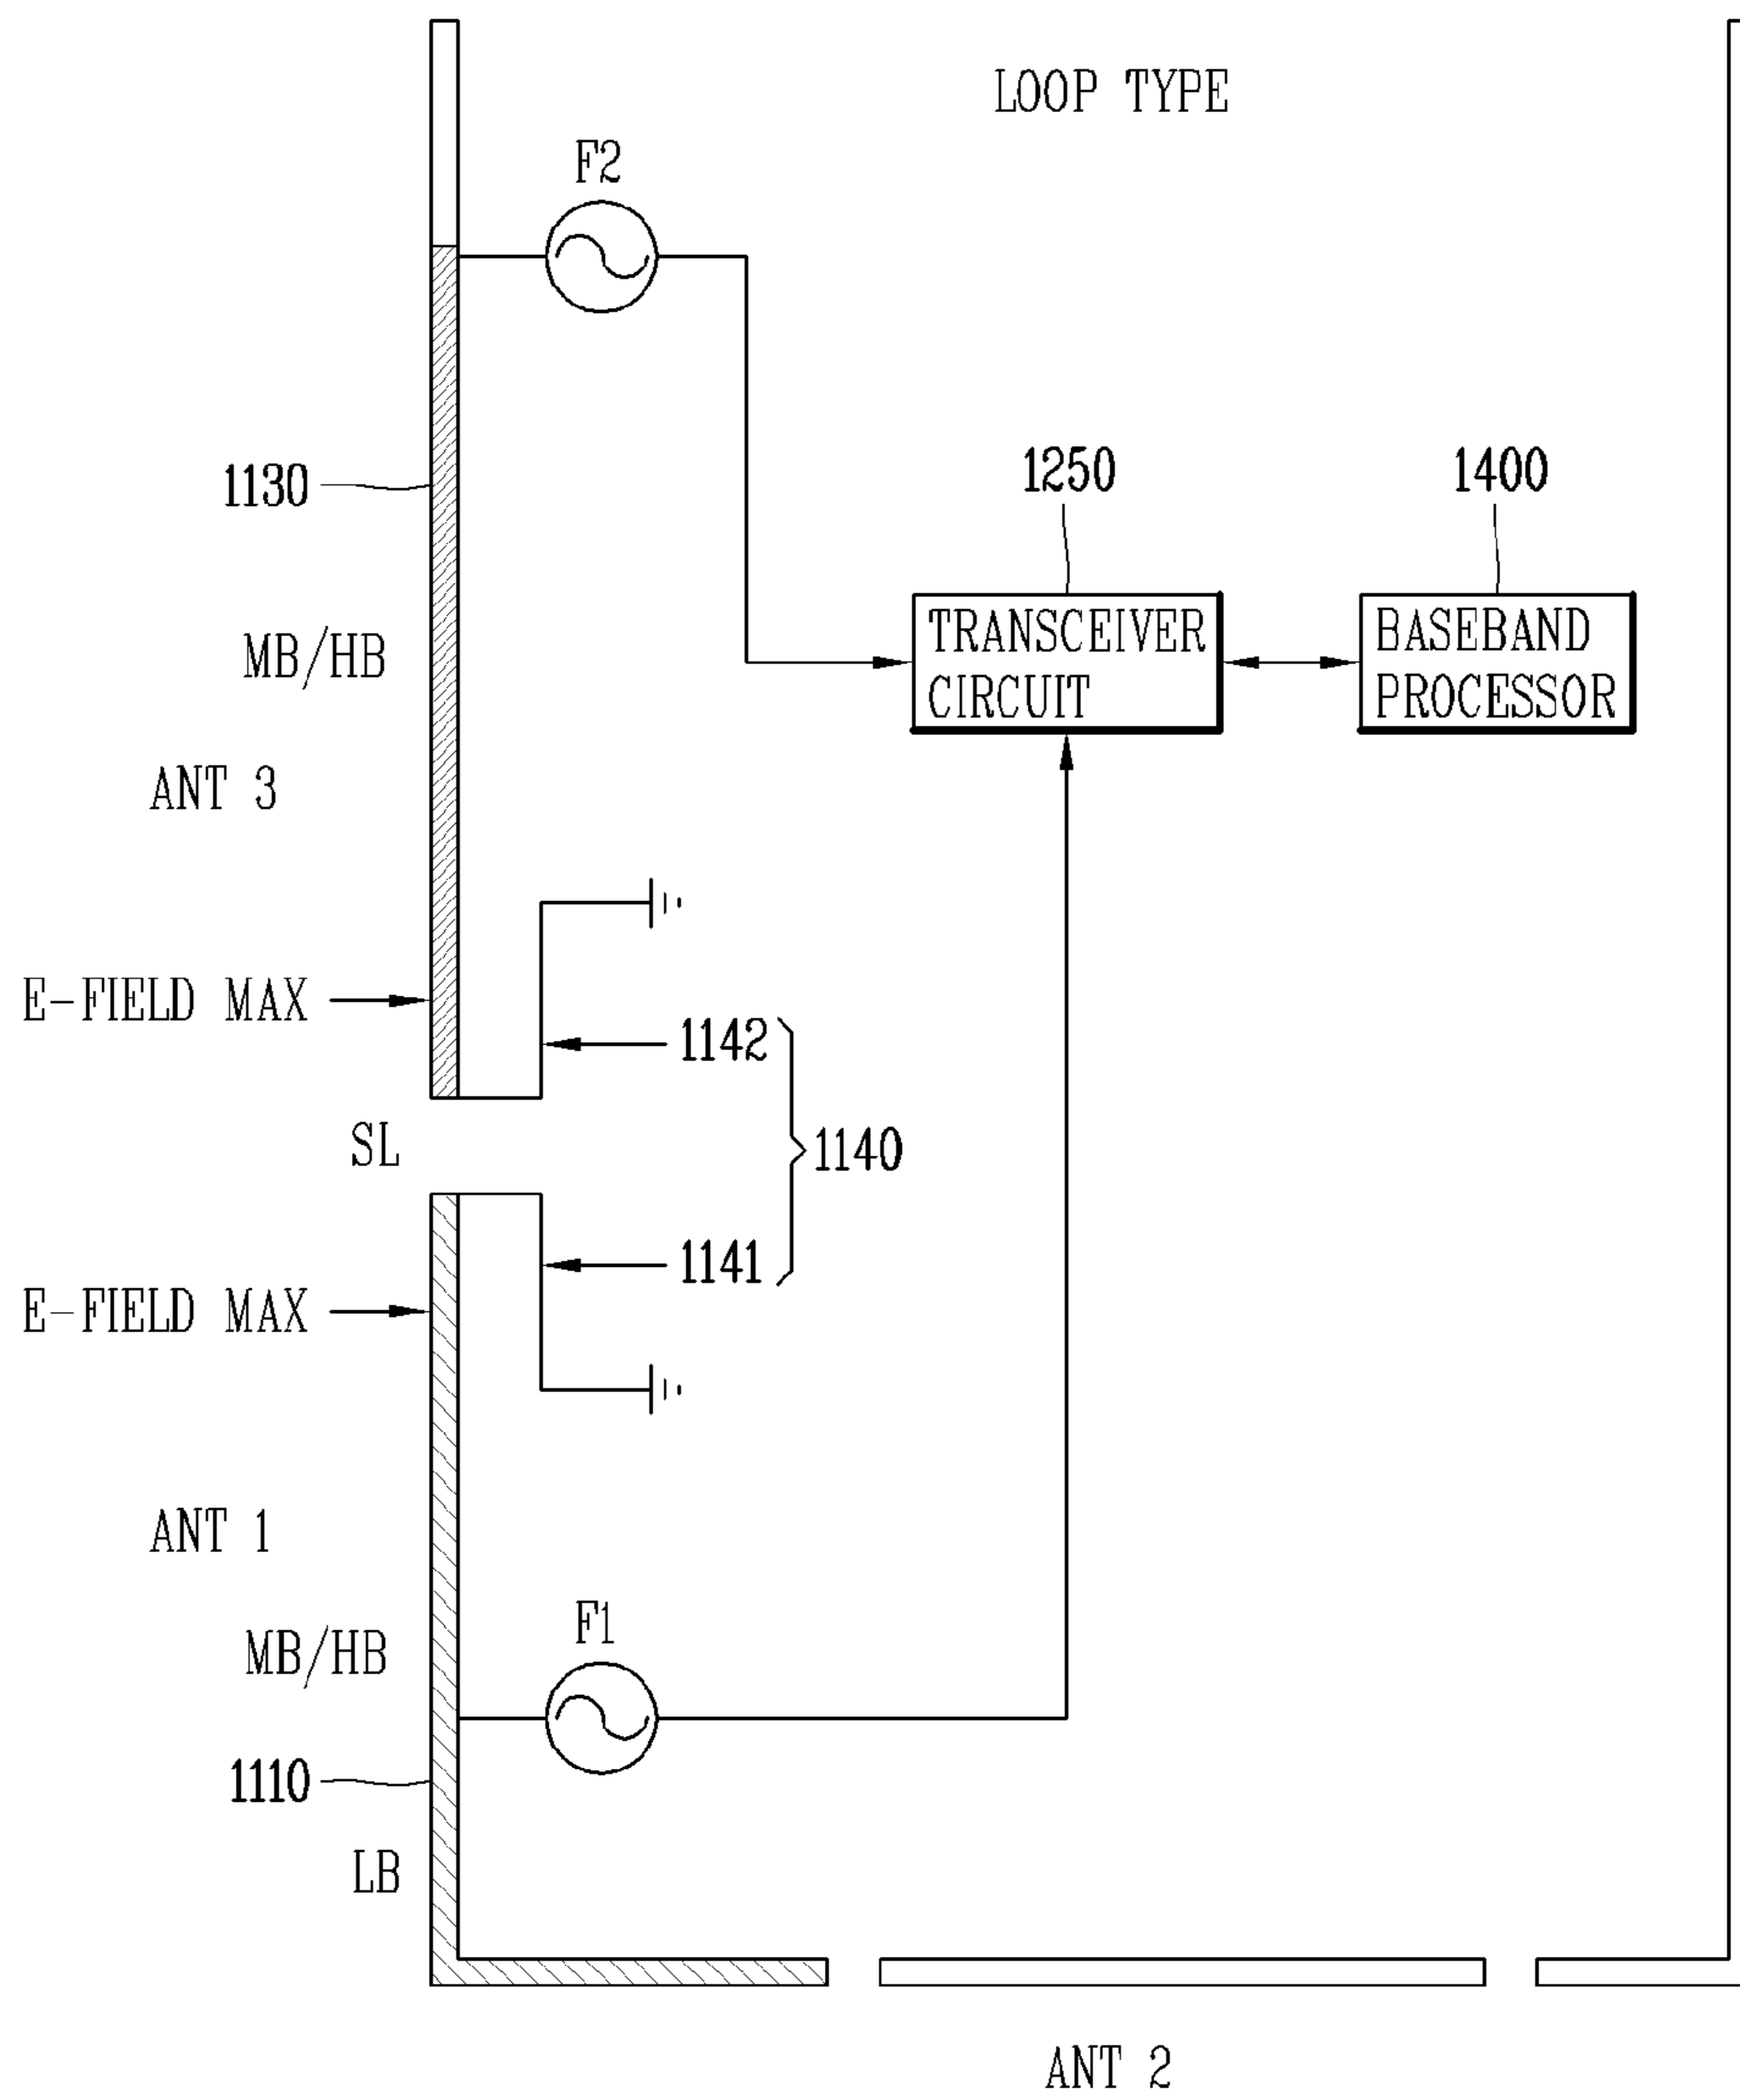 LOOP TYPE
F2
1130
1250
1400
MB/HB
TRANSCEIVER
CIRCUIT
BASEBAND
PROCESSOR
ANT 3
E-FIELD MAX
1142
SL
1140
1141
E-FIELD MAX
ANT 1
F1
MB/HB
1110
LB
ANT 2